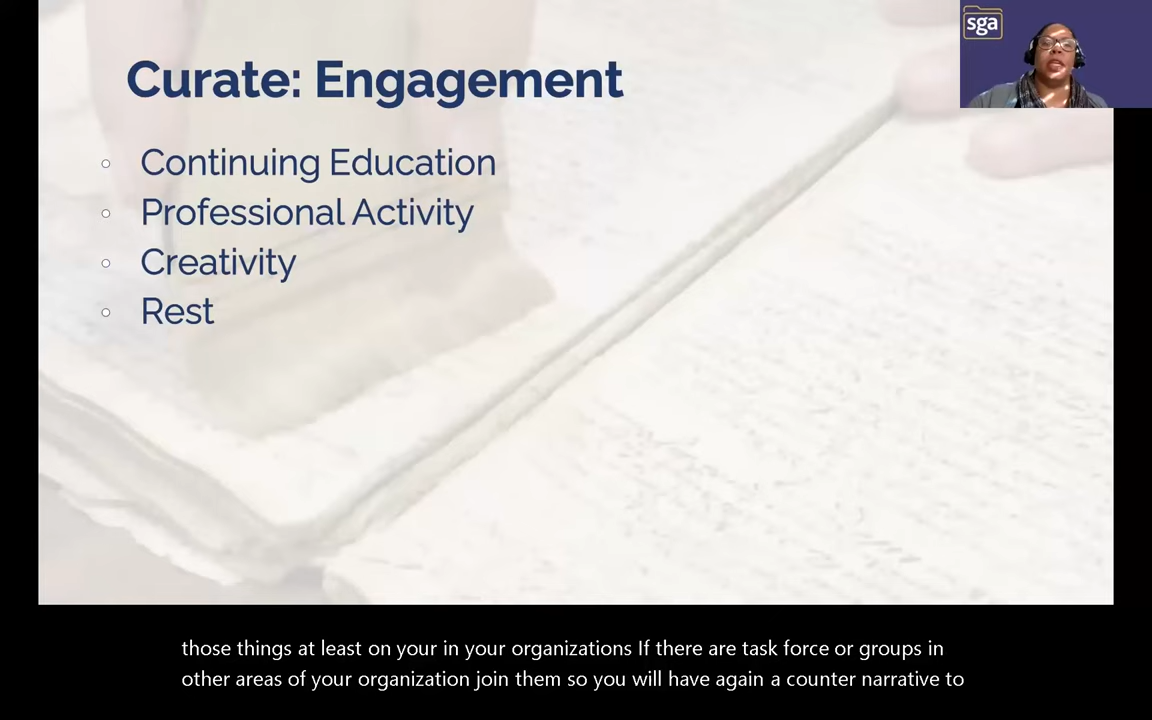 sga
Curate: Engagement
Continuing Education
Professional Activity
Creativity
Rest
those things at least on your in your organizations If there are task force or groups in
other areas of your organization join them so you will have again a counter narrative to